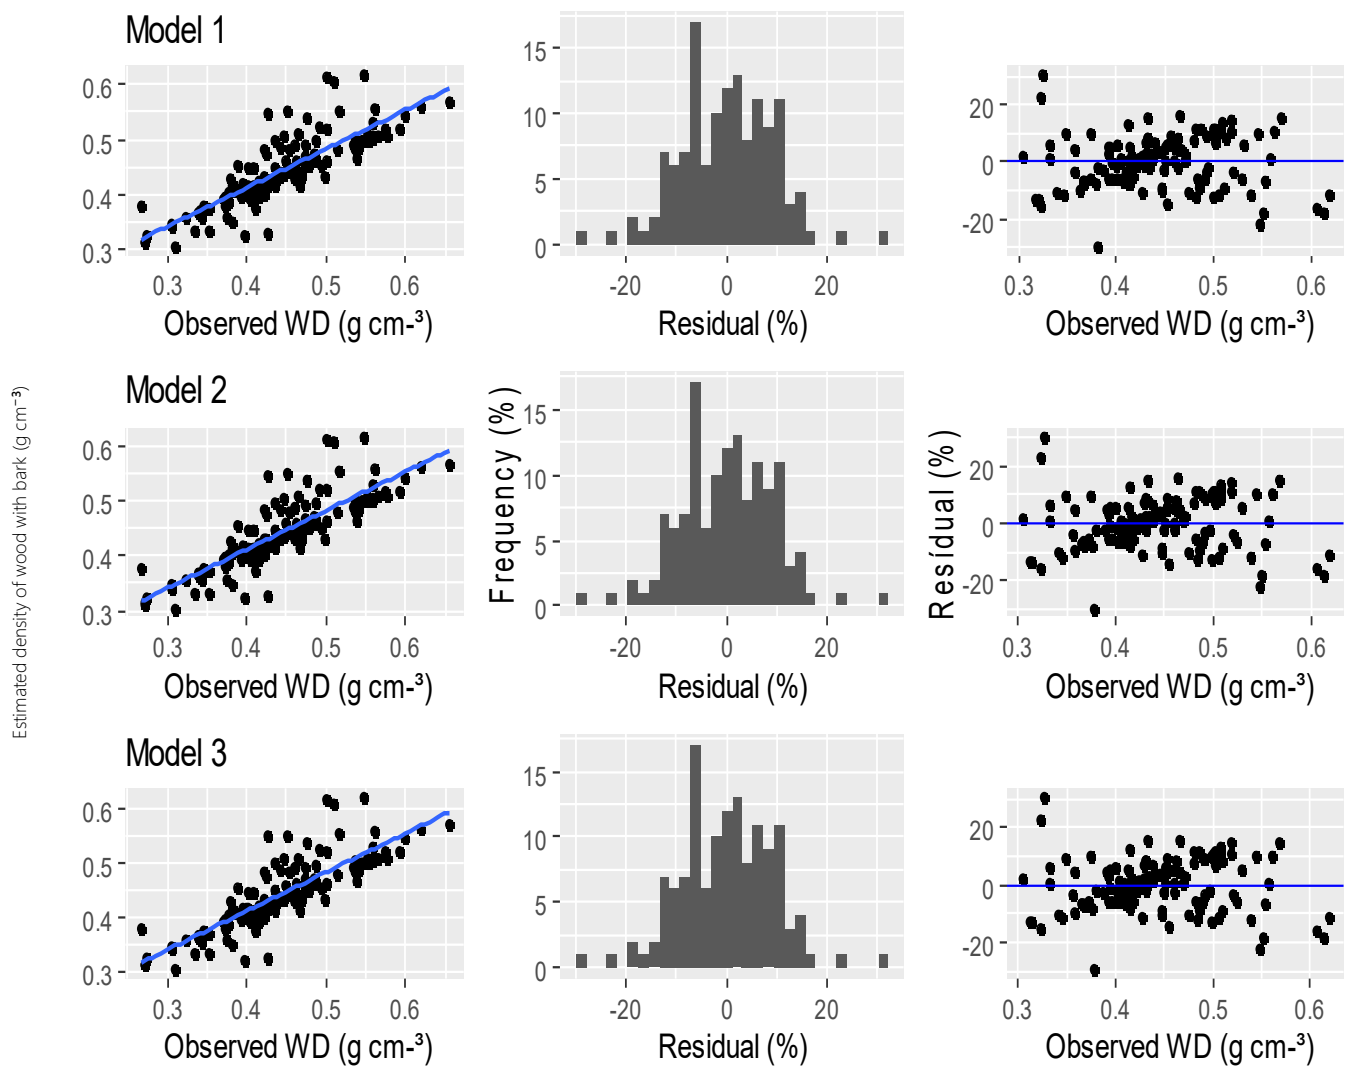 Estimated density of wood with bark (g cm⁻³)
Model 1
0.6
0.5
0.4
0.3
0.3 0.4 0.5 0.6
Observed WD (g cm-³)
15
10
5
0
-20 0 20
Residual (%)
20
0
-20
0.3 0.4 0.5 0.6
Observed WD (g cm-³)
Model 2
0.6
0.5
0.4
0.3
0.3 0.4 0.5 0.6
Observed WD (g cm-³)
Frequency (%)
15
10
5
0
-20 0 20
Residual (%)
Resídual (%)
20
0
-20
0.3 0.4 0.5 0.6
Observed WD (g cm-³)
Model 3
0.6
0.5
0.4
0.3
0.3 0.4 0.5 0.6
Observed WD (g cm-³)
15
10
5
0
-20 0 20
Residual (%)
20
0
-20
0.3 0.4 0.5 0.6
Observed WD (g cm-³)